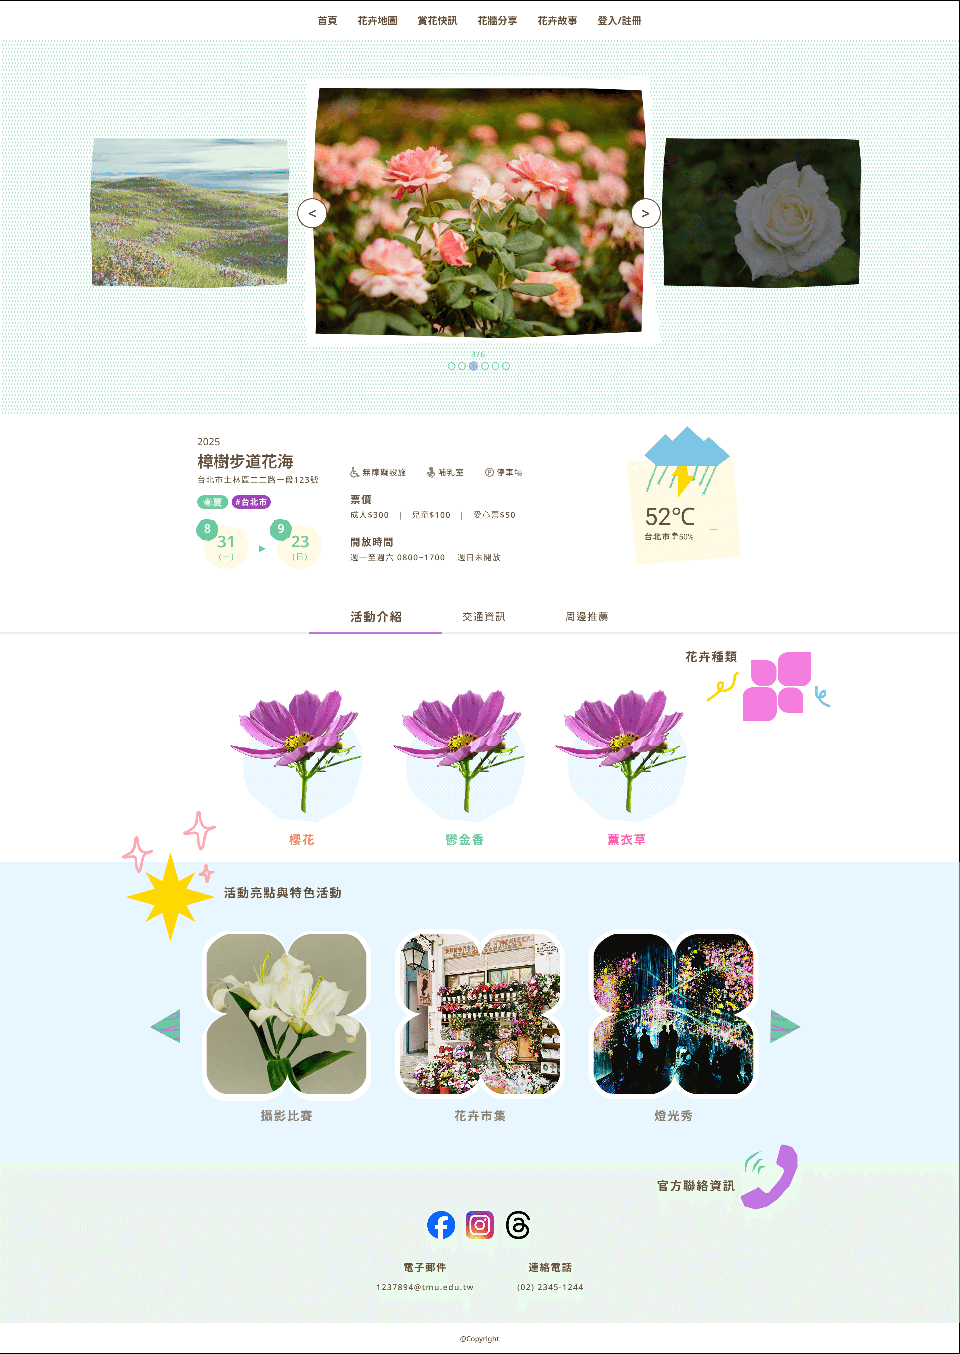 首頁 花卉地圖 賞花快訊 花牆分享 花卉故事 登入/註冊
<
>
3/6
2025
樟樹步道花海
台北市士林區二二路一段123號
#夏 #台北市
8 31 (一)
▶
9 23 (日)
無障礙設施 哺乳室 P 停車場
票價
成人$300 | 兒童$100 | 愛心票$50
開放時間
週一至週六 0800-1700 週日未開放
52°C
台北市 50%
活動介紹 交通資訊 周邊推薦
花卉種類
櫻花 鬱金香 薰衣草
活動亮點與特色活動
攝影比賽 花卉市集 燈光秀
官方聯絡資訊
電子郵件 連絡電話
1237894@tmu.edu.tw (02) 2345-1244
@Copyright